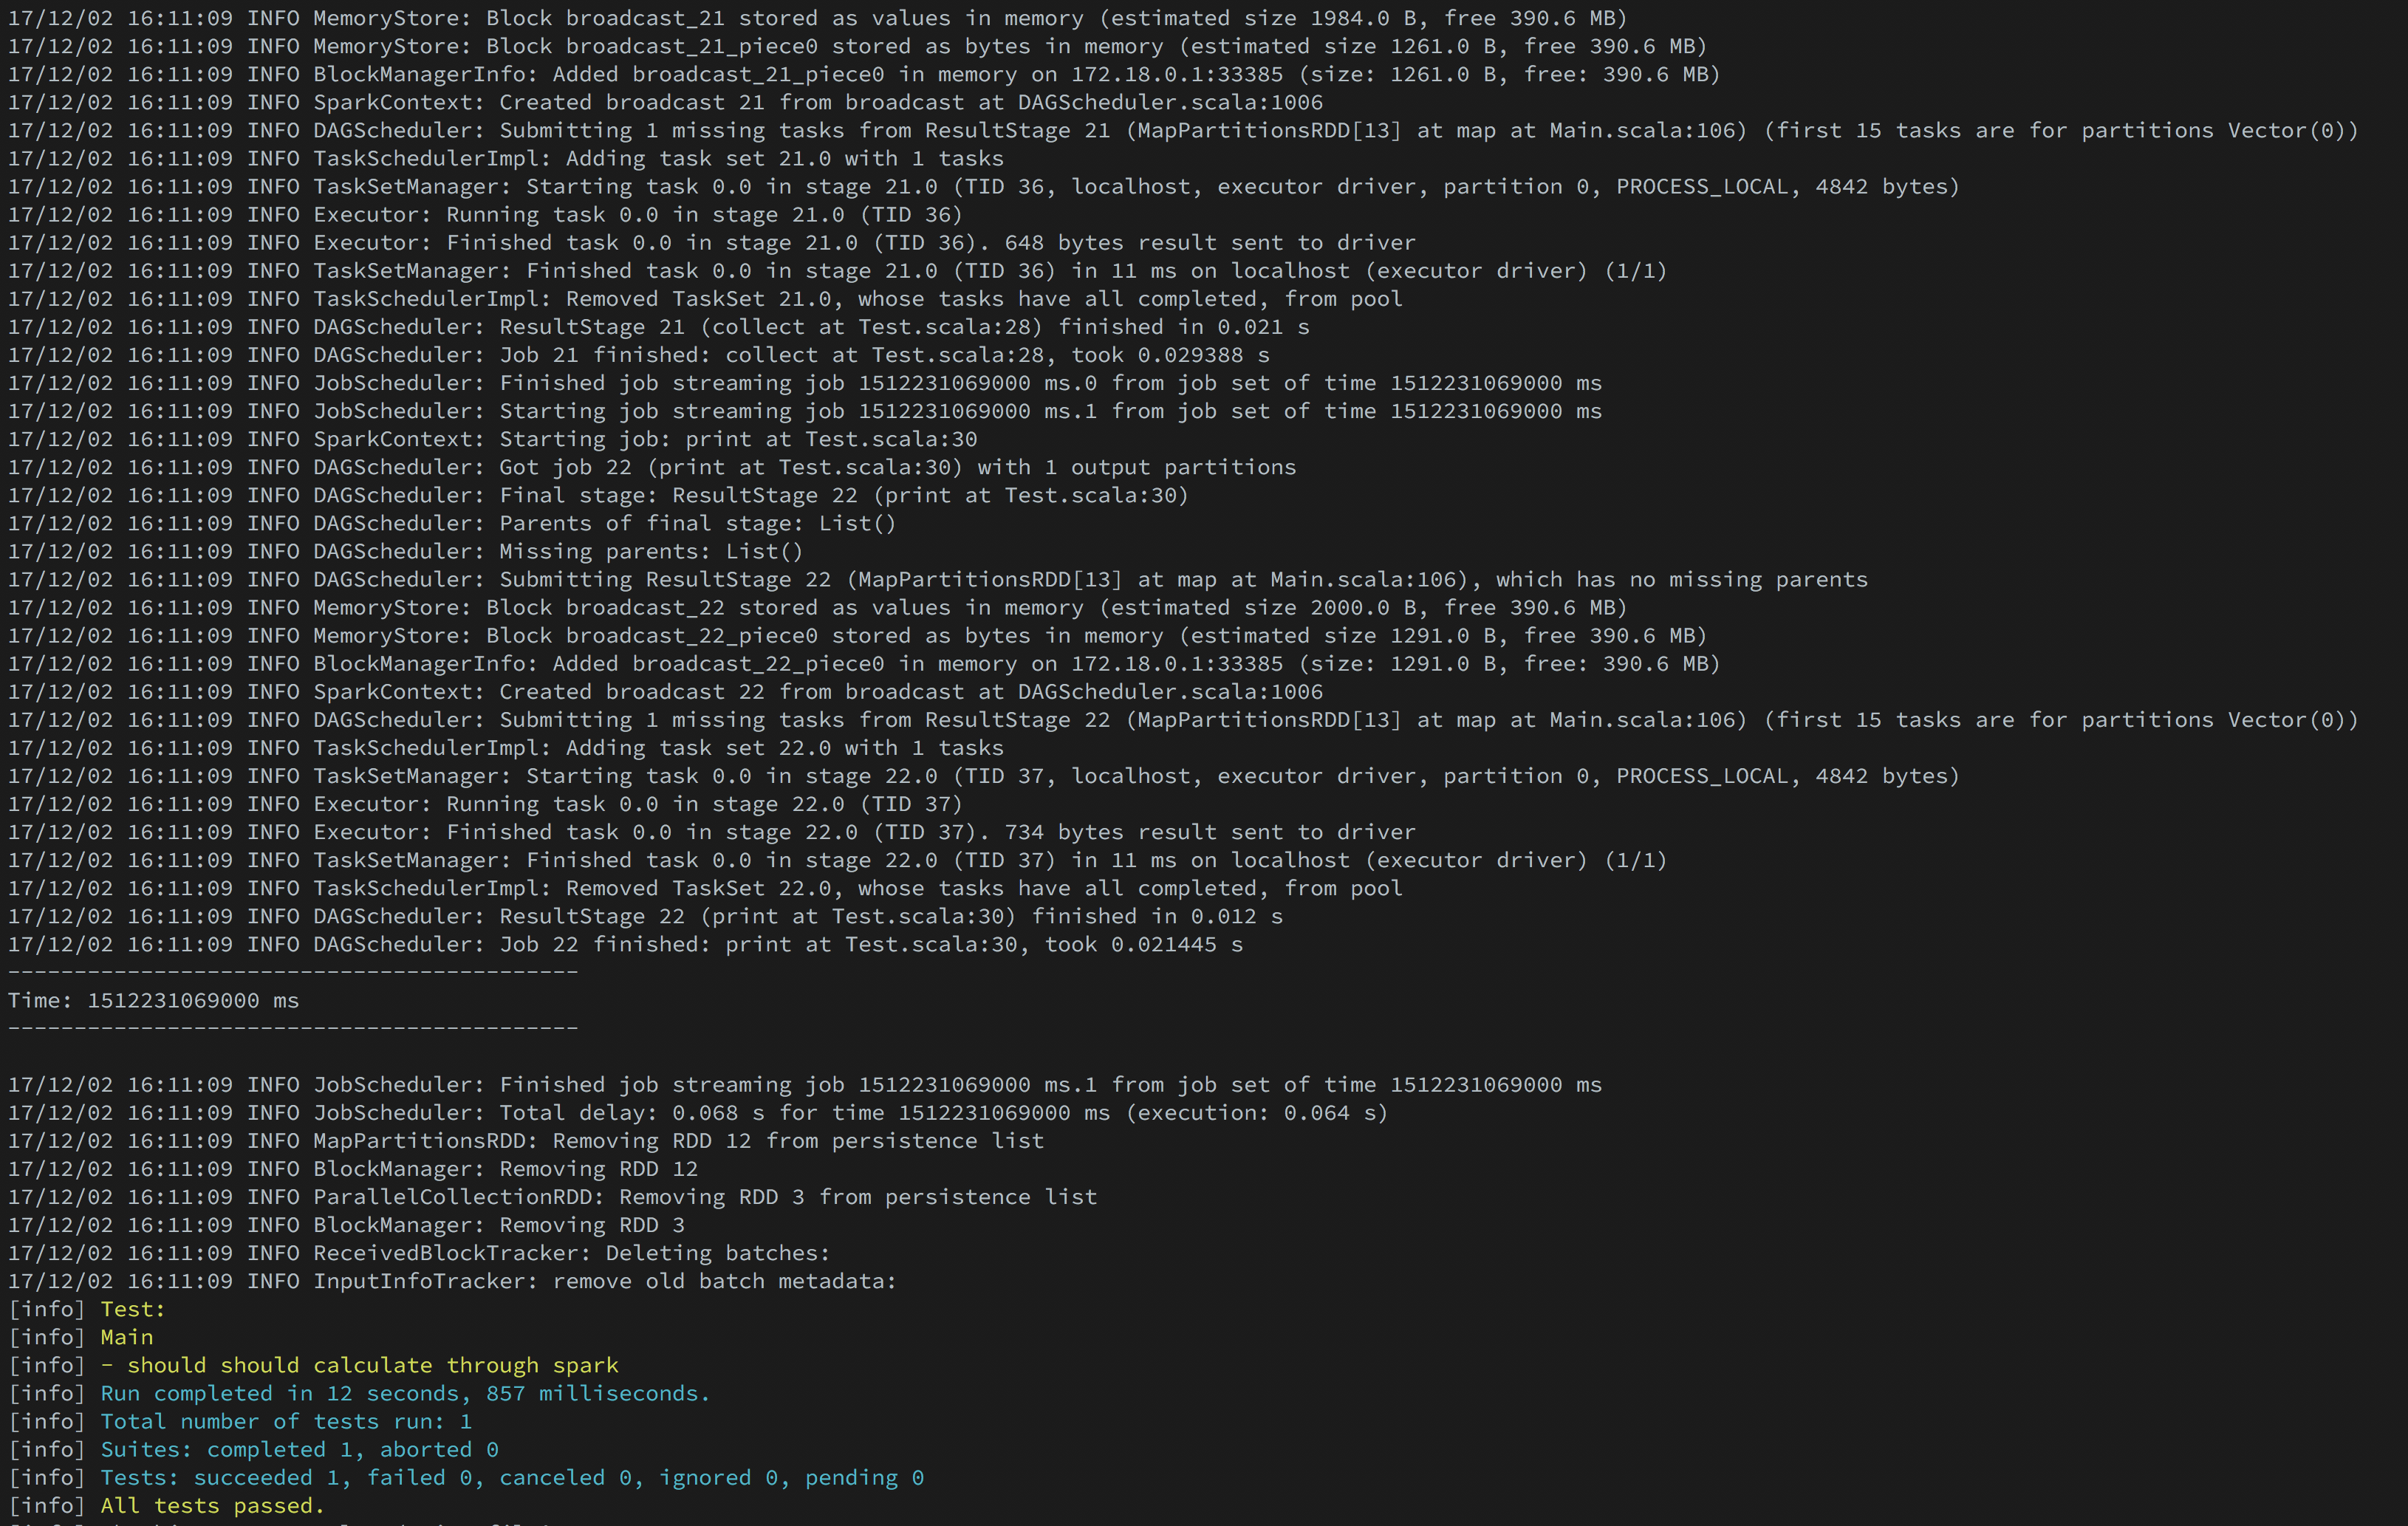 17/12/02 16:11:09 INFO MemoryStore: Block broadcast_21 stored as values in memory (estimated size 1984.0 B, free 390.6 MB)
17/12/02 16:11:09 INFO MemoryStore: Block broadcast_21_piece0 stored as bytes in memory (estimated size 1261.0 B, free 390.6 MB)
17/12/02 16:11:09 INFO BlockManagerInfo: Added broadcast_21_piece0 in memory on 172.18.0.1:33385 (size: 1261.0 B, free: 390.6 MB)
17/12/02 16:11:09 INFO SparkContext: Created broadcast 21 from broadcast at DAGScheduler.scala:1006
17/12/02 16:11:09 INFO DAGScheduler: Submitting 1 missing tasks from ResultStage 21 (MapPartitionsRDD[13] at map at Main.scala:106) (first 15 tasks are for partitions Vector(0))
17/12/02 16:11:09 INFO TaskSchedulerImpl: Adding task set 21.0 with 1 tasks
17/12/02 16:11:09 INFO TaskSetManager: Starting task 0.0 in stage 21.0 (TID 36, localhost, executor driver, partition 0, PROCESS_LOCAL, 4842 bytes)
17/12/02 16:11:09 INFO Executor: Running task 0.0 in stage 21.0 (TID 36)
17/12/02 16:11:09 INFO Executor: Finished task 0.0 in stage 21.0 (TID 36). 648 bytes result sent to driver
17/12/02 16:11:09 INFO TaskSetManager: Finished task 0.0 in stage 21.0 (TID 36) in 11 ms on localhost (executor driver) (1/1)
17/12/02 16:11:09 INFO TaskSchedulerImpl: Removed TaskSet 21.0, whose tasks have all completed, from pool
17/12/02 16:11:09 INFO DAGScheduler: ResultStage 21 (collect at Test.scala:28) finished in 0.021 s
17/12/02 16:11:09 INFO DAGScheduler: Job 21 finished: collect at Test.scala:28, took 0.029388 s
17/12/02 16:11:09 INFO JobScheduler: Finished job streaming job 1512231069000 ms.0 from job set of time 1512231069000 ms
17/12/02 16:11:09 INFO JobScheduler: Starting job streaming job 1512231069000 ms.1 from job set of time 1512231069000 ms
17/12/02 16:11:09 INFO SparkContext: Starting job: print at Test.scala:30
17/12/02 16:11:09 INFO DAGScheduler: Got job 22 (print at Test.scala:30) with 1 output partitions
17/12/02 16:11:09 INFO DAGScheduler: Final stage: ResultStage 22 (print at Test.scala:30)
17/12/02 16:11:09 INFO DAGScheduler: Parents of final stage: List()
17/12/02 16:11:09 INFO DAGScheduler: Missing parents: List()
17/12/02 16:11:09 INFO DAGScheduler: Submitting ResultStage 22 (MapPartitionsRDD[13] at map at Main.scala:106), which has no missing parents
17/12/02 16:11:09 INFO MemoryStore: Block broadcast_22 stored as values in memory (estimated size 2000.0 B, free 390.6 MB)
17/12/02 16:11:09 INFO MemoryStore: Block broadcast_22_piece0 stored as bytes in memory (estimated size 1291.0 B, free 390.6 MB)
17/12/02 16:11:09 INFO BlockManagerInfo: Added broadcast_22_piece0 in memory on 172.18.0.1:33385 (size: 1291.0 B, free: 390.6 MB)
17/12/02 16:11:09 INFO SparkContext: Created broadcast 22 from broadcast at DAGScheduler.scala:1006
17/12/02 16:11:09 INFO DAGScheduler: Submitting 1 missing tasks from ResultStage 22 (MapPartitionsRDD[13] at map at Main.scala:106) (first 15 tasks are for partitions Vector(0))
17/12/02 16:11:09 INFO TaskSchedulerImpl: Adding task set 22.0 with 1 tasks
17/12/02 16:11:09 INFO TaskSetManager: Starting task 0.0 in stage 22.0 (TID 37, localhost, executor driver, partition 0, PROCESS_LOCAL, 4842 bytes)
17/12/02 16:11:09 INFO Executor: Running task 0.0 in stage 22.0 (TID 37)
17/12/02 16:11:09 INFO Executor: Finished task 0.0 in stage 22.0 (TID 37). 734 bytes result sent to driver
17/12/02 16:11:09 INFO TaskSetManager: Finished task 0.0 in stage 22.0 (TID 37) in 11 ms on localhost (executor driver) (1/1)
17/12/02 16:11:09 INFO TaskSchedulerImpl: Removed TaskSet 22.0, whose tasks have all completed, from pool
17/12/02 16:11:09 INFO DAGScheduler: ResultStage 22 (print at Test.scala:30) finished in 0.012 s
17/12/02 16:11:09 INFO DAGScheduler: Job 22 finished: print at Test.scala:30, took 0.021445 s
-------------------------------------------
Time: 1512231069000 ms
-------------------------------------------
17/12/02 16:11:09 INFO JobScheduler: Finished job streaming job 1512231069000 ms.1 from job set of time 1512231069000 ms
17/12/02 16:11:09 INFO JobScheduler: Total delay: 0.068 s for time 1512231069000 ms (execution: 0.064 s)
17/12/02 16:11:09 INFO MapPartitionsRDD: Removing RDD 12 from persistence list
17/12/02 16:11:09 INFO BlockManager: Removing RDD 12
17/12/02 16:11:09 INFO ParallelCollectionRDD: Removing RDD 3 from persistence list
17/12/02 16:11:09 INFO BlockManager: Removing RDD 3
17/12/02 16:11:09 INFO ReceivedBlockTracker: Deleting batches:
17/12/02 16:11:09 INFO InputInfoTracker: remove old batch metadata:
[info] Test:
[info] Main
[info] - should should calculate through spark
[info] Run completed in 12 seconds, 857 milliseconds.
[info] Total number of tests run: 1
[info] Suites: completed 1, aborted 0
[info] Tests: succeeded 1, failed 0, canceled 0, ignored 0, pending 0
[info] All tests passed.